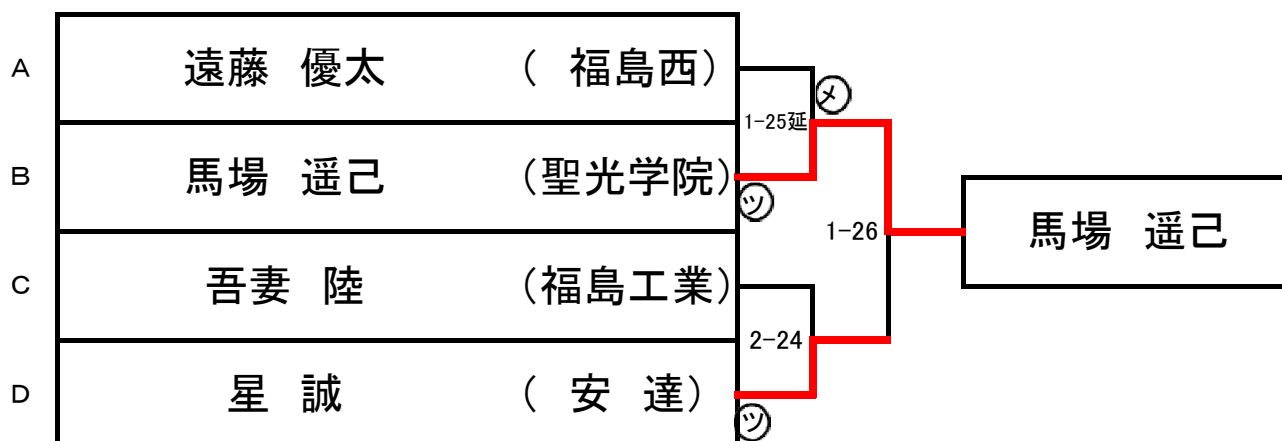 A 遠藤 優太 ( 福島西)
㋱
1-25延
B 馬場 遥己 (聖光学院)
㋡
1-26
馬場 遥己
C 吾妻 陸 (福島工業)
2-24
D 星 誠 ( 安 達)
㋡